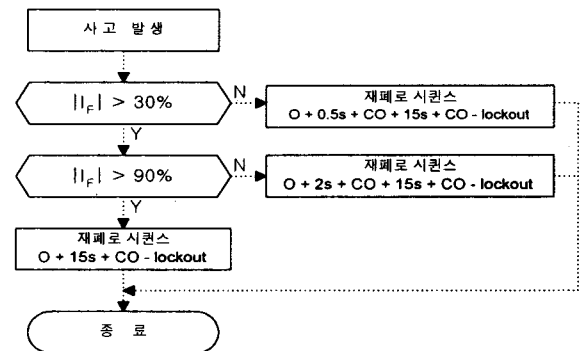 사고 발생
|I_F| > 30%
N
재폐로 시퀀스
O + 0.5s + CO + 15s + CO - lockout
Y
|I_F| > 90%
N
재폐로 시퀀스
O + 2s + CO + 15s + CO - lockout
Y
재폐로 시퀀스
O + 15s + CO - lockout
종 료